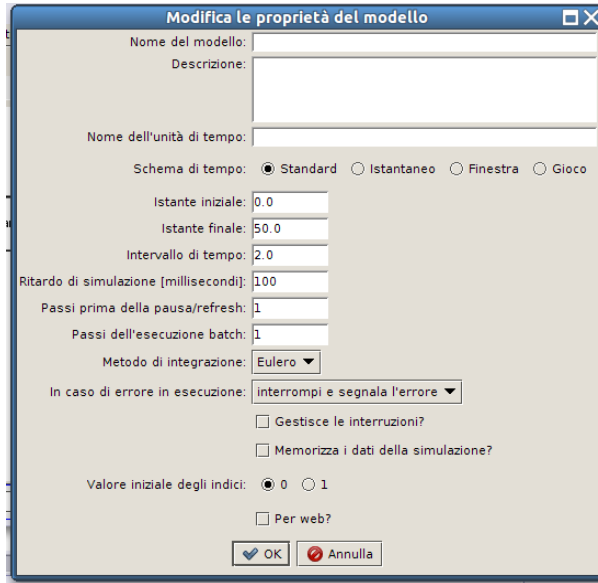 Modifica le proprietà del modello
Nome del modello:
Descrizione:
Nome dell'unità di tempo:
Schema di tempo: Standard Istantaneo Finestra Gioco
Istante iniziale: 0.0
Istante finale: 50.0
Intervallo di tempo: 2.0
Ritardo di simulazione [millisecondi]: 100
Passi prima della pausa/refresh: 1
Passi dell'esecuzione batch: 1
Metodo di integrazione: Eulero
In caso di errore in esecuzione: interrompi e segnala l'errore
Gestisce le interruzioni?
Memorizza i dati della simulazione?
Valore iniziale degli indici: 0 1
Per web?
OK Annulla